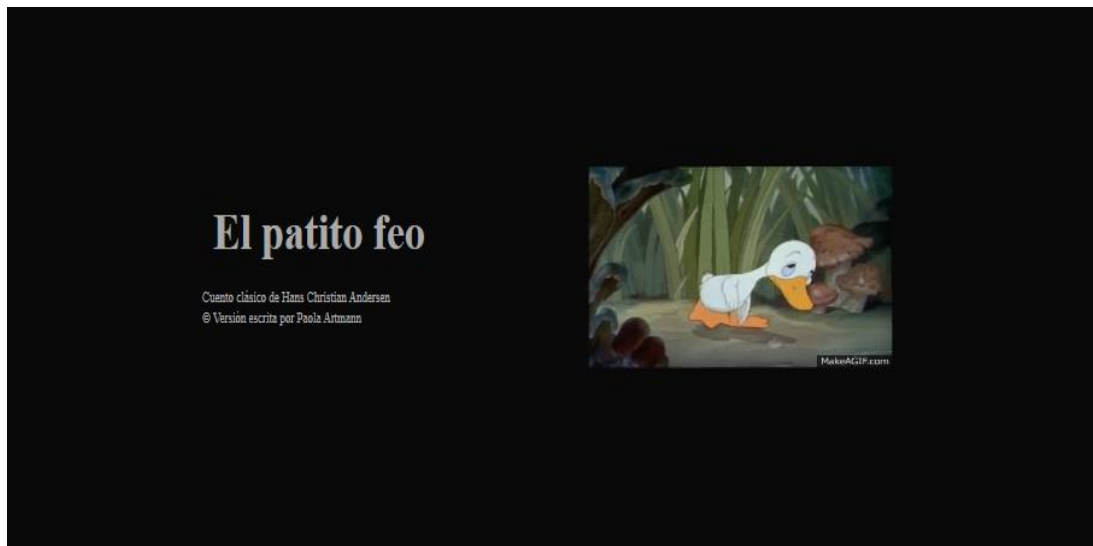 El patito feo
Cuento clásico de Hans Christian Andersen
© Versión escrita por Paola Artmann
MakeAGIF.com